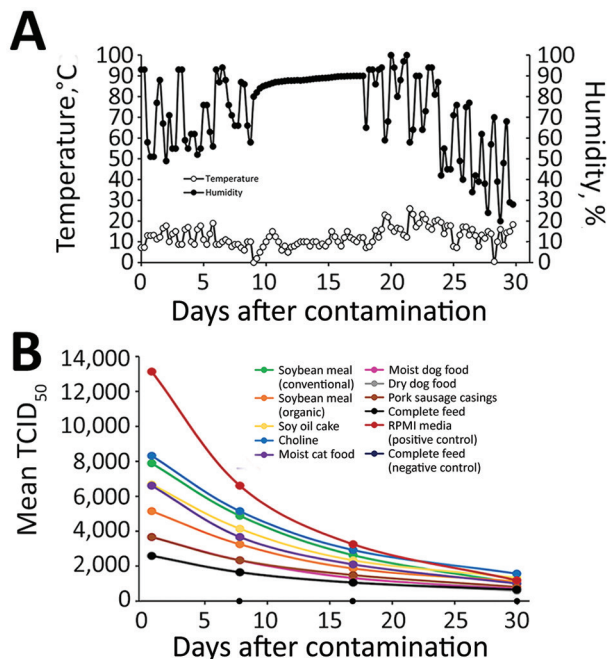 A
100
90
80
70
60
50
40
30
20
10
0
Temperature,°C
100
90
80
70
60
50
40
30
20
10
0
Humidity, %
Temperature
Humidity
0 5 10 15 20 25 30
Days after contamination
B
14,000
12,000
10,000
8,000
6,000
4,000
2,000
0
Mean TCID50
Soybean meal
(conventional)
Soybean meal
(organic)
Soy oil cake
Choline
Moist cat food
Moist dog food
Dry dog food
Pork sausage casings
Complete feed
RPMI media
(positive control)
Complete feed
(negative control)
0 5 10 15 20 25 30
Days after contamination